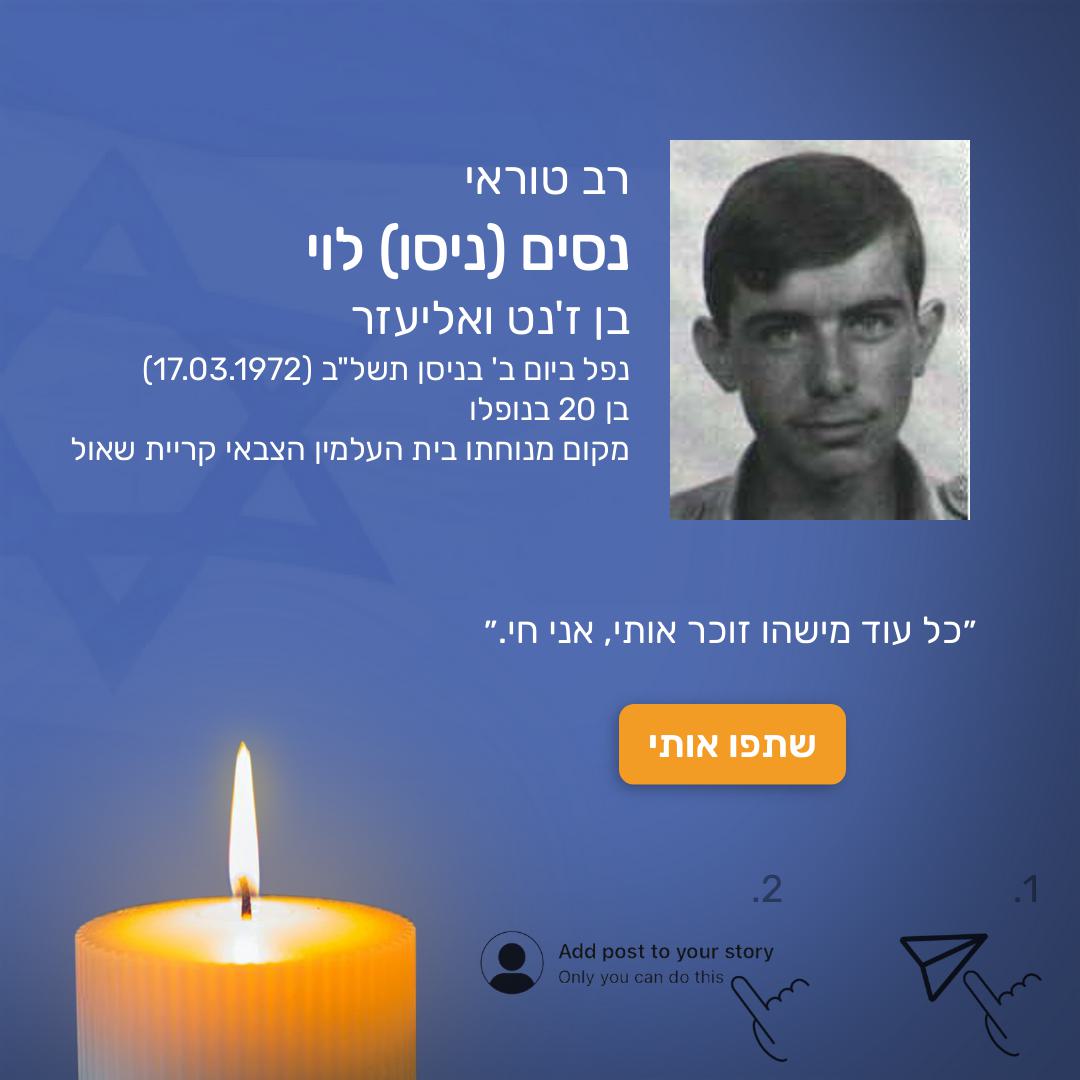 רב טוראי
נסים (ניסו) לוי
בן ז'נט ואליעזר
נפל ביום ב' בניסן תשל"ב (17.03.1972)
בן 20 בנופלו
מקום מנוחתו בית העלמין הצבאי קריית שאול
״כל עוד מישהו זוכר אותי, אני חי.״
שתפו אותי
1.
2.
Add post to your story
Only you can do this